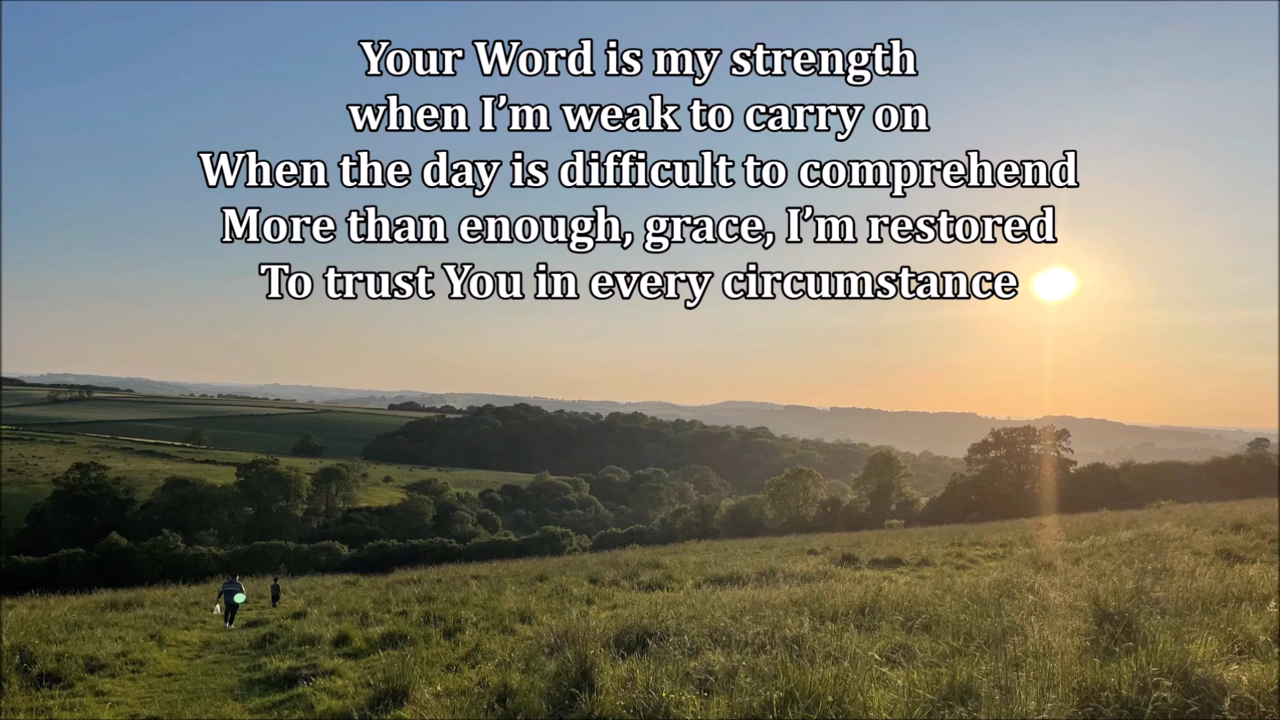 Your Word is my strength
when I’m weak to carry on
When the day is difficult to comprehend
More than enough, grace, I’m restored
To trust You in every circumstance